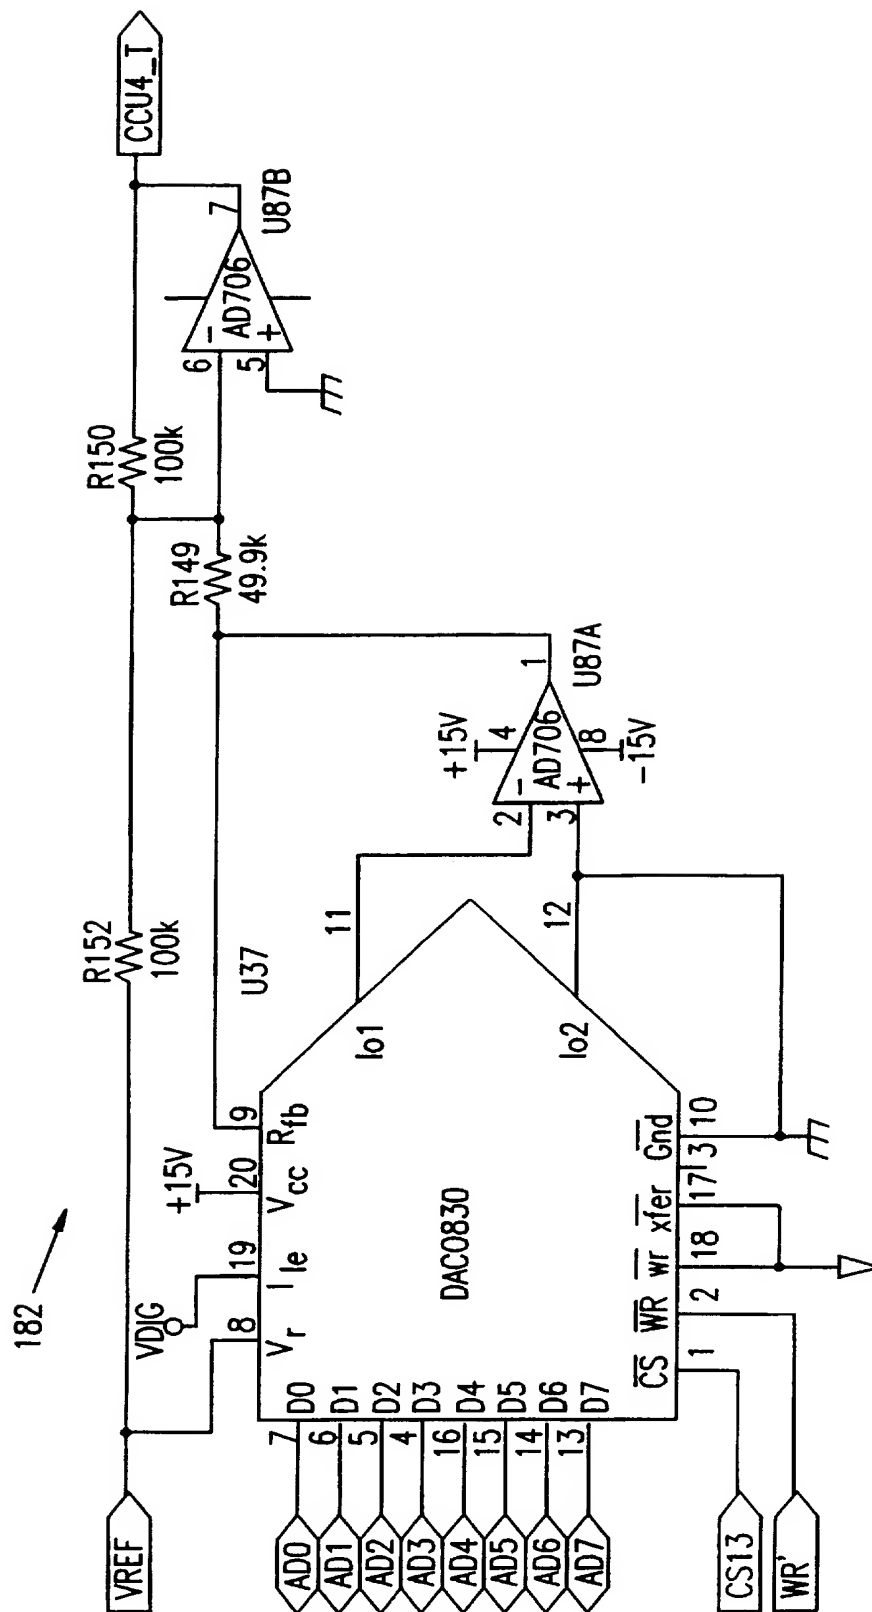 182
VREF
R152
100k
R150
100k
CCU4_T
R149
49.9k
U37
VDIG
+15V
8
19
20
9
Vr
Ile
Vcc
Rfb
AD0
7
D0
AD1
6
D1
AD2
5
D2
AD3
4
D3
AD4
16
D4
AD5
15
D5
AD6
14
D6
AD7
13
D7
DAC0830
Io1
11
Io2
12
CS
WR
wr
xfer
Gnd
1
2
18
17
3
10
CS13
WR'
+15V
4
2
-
AD706
3
+
8
-15V
1
U87A
6
-
AD706
5
+
7
U87B